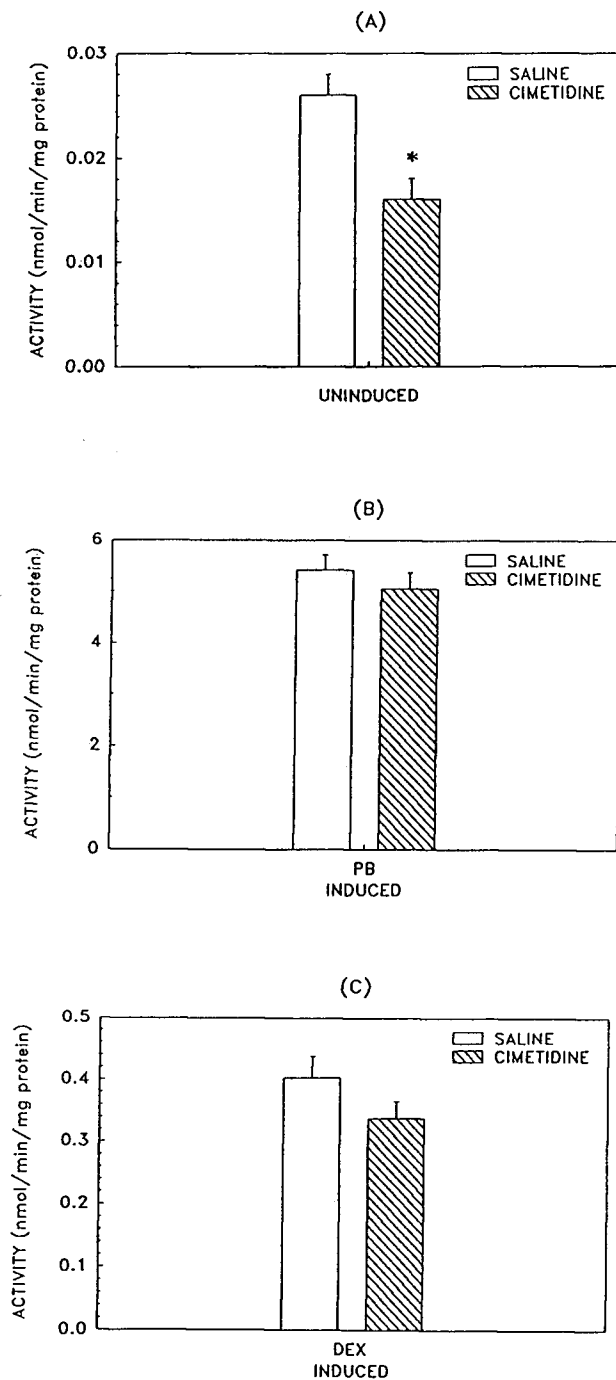 (A)
ACTIVITY (nmol/min/mg protein)
0.03
0.02
0.01
0.00
SALINE
CIMETIDINE
*
UNINDUCED
(B)
ACTIVITY (nmol/min/mg protein)
6
4
2
0
SALINE
CIMETIDINE
PB
INDUCED
(C)
ACTIVITY (nmol/min/mg protein)
0.5
0.4
0.3
0.2
0.1
0.0
SALINE
CIMETIDINE
DEX
INDUCED